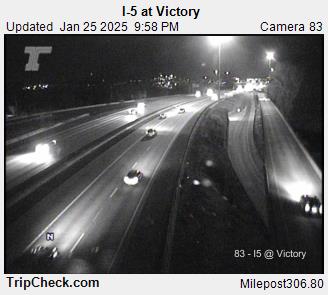 I-5 at Victory
Updated Jan 25 2025 9:58 PM Camera 83
T
N
83 - I5 @ Victory
TripCheck.com Milepost306.80